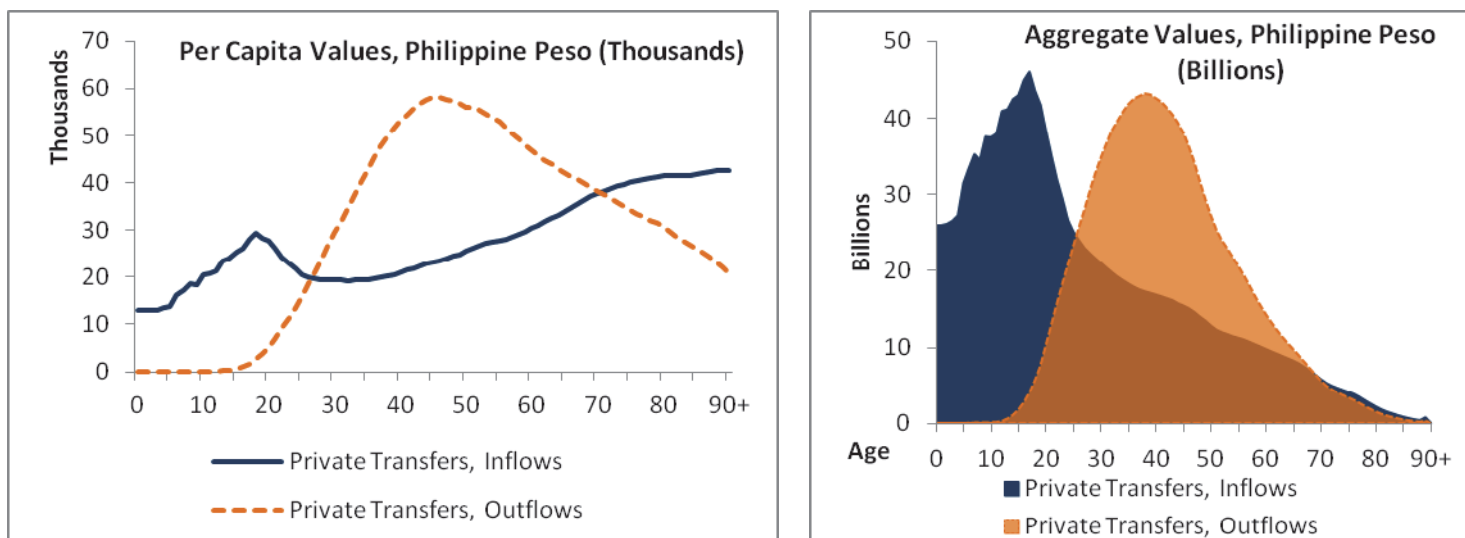 Per Capita Values, Philippine Peso (Thousands)
Thousands
70
60
50
40
30
20
10
0
0 10 20 30 40 50 60 70 80 90+
Private Transfers, Inflows
Private Transfers, Outflows
Aggregate Values, Philippine Peso
(Billions)
Billions
50
40
30
20
10
0
Age
0 10 20 30 40 50 60 70 80 90+
Private Transfers, Inflows
Private Transfers, Outflows